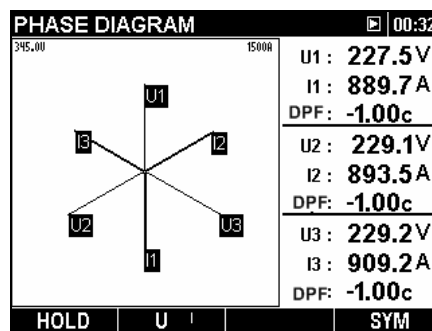 PHASE DIAGRAM 00:32
345.0U 1500A
U1
I3
I2
U2
U3
I1
U1 : 227.5V
I1 : 889.7A
DPF: -1.00c
U2 : 229.1V
I2 : 893.5A
DPF: -1.00c
U3 : 229.2V
I3 : 909.2A
DPF: -1.00c
HOLD U I SYM